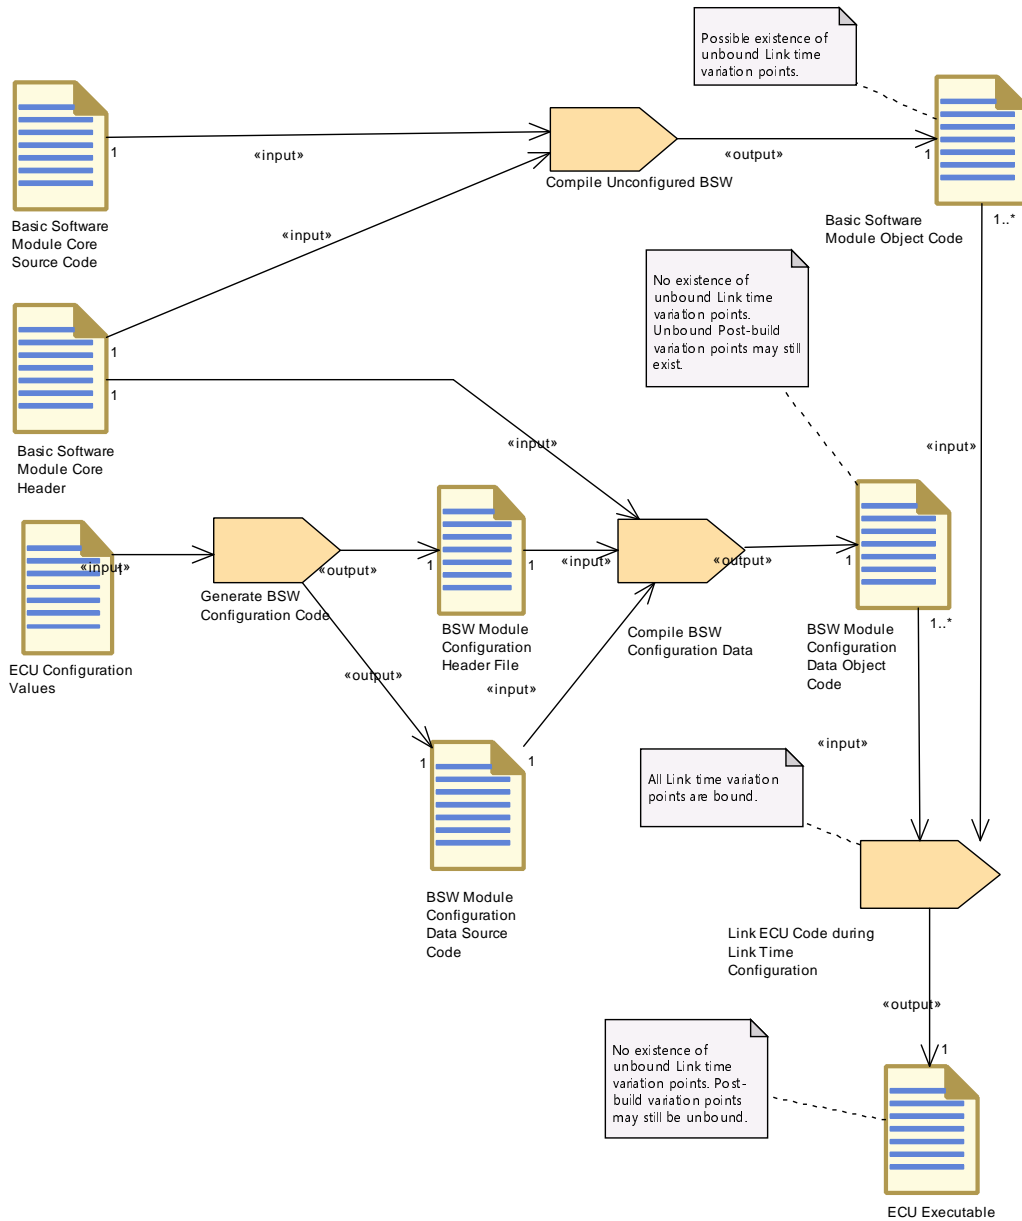 Possible existence of
unbound Link time
variation points.
1
«input»
«output»
1
Compile Unconfigured BSW
Basic Software
Module Core
Source Code
Basic Software
Module Object Code
1..*
«input»
No existence of
unbound Link time
variation points.
Unbound Post-build
variation points may still
exist.
1
1
«input»
«input»
Basic Software
Module Core
Header
«input»
1
«output»
1
1
«input»
«output»
1
Generate BSW
Configuration Code
ECU Configuration
Values
BSW Module
Configuration
Header File
Compile BSW
Configuration Data
BSW Module
Configuration
Data Object
Code
1..*
«output»
«input»
«input»
1
1
All Link time variation
points are bound.
BSW Module
Configuration
Data Source
Code
Link ECU Code during
Link Time
Configuration
«output»
1
No existence of
unbound Link time
variation points. Post-
build variation points
may still be unbound.
ECU Executable